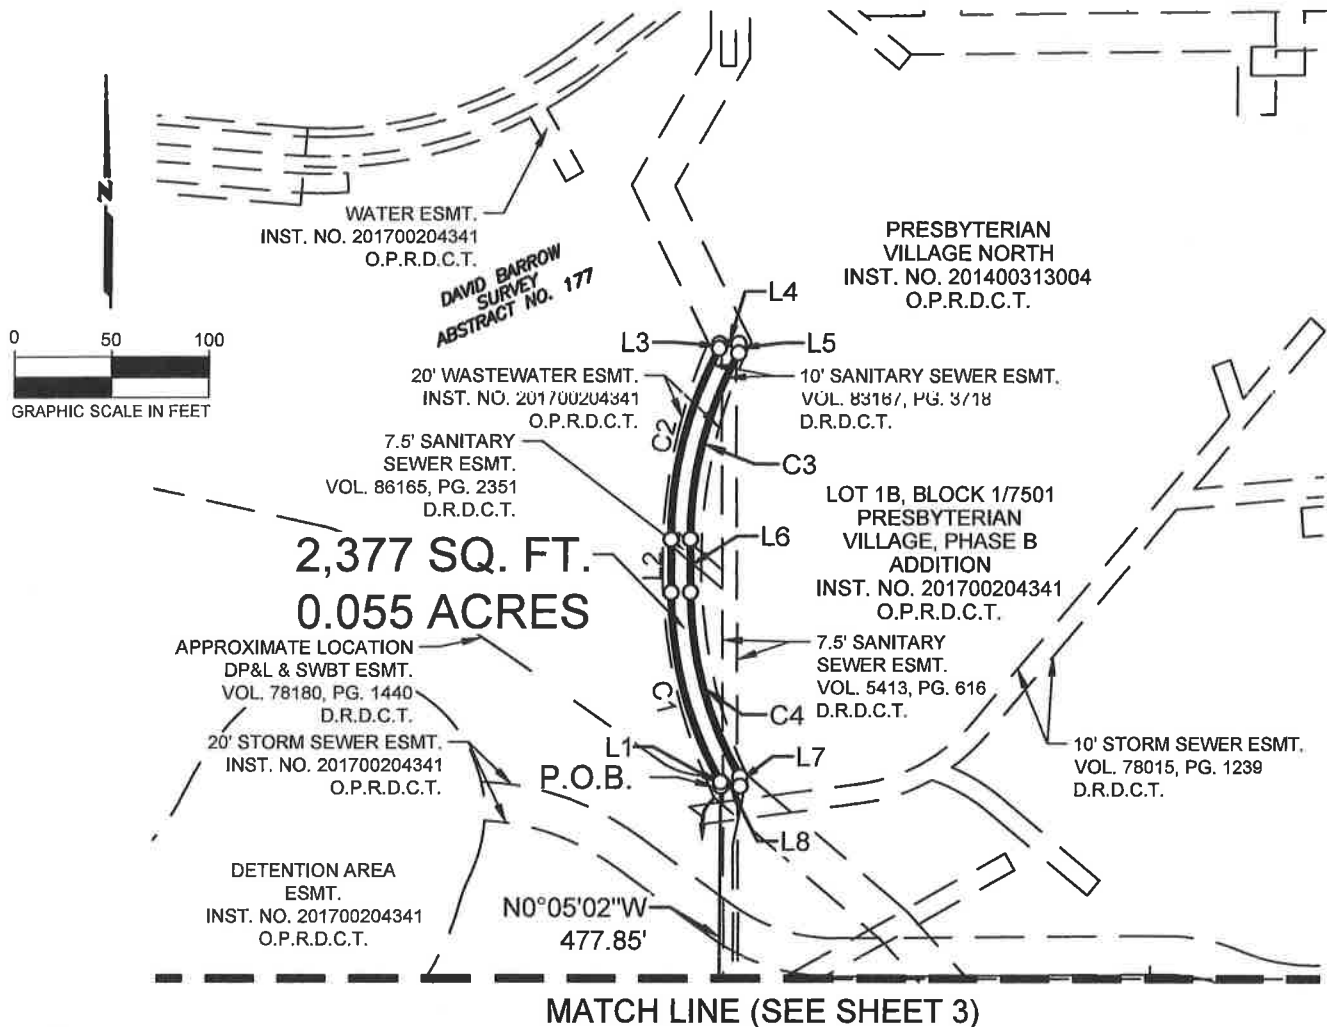 WATER ESMT.
INST. NO. 201700204341
O.P.R.D.C.T.
DAVID BARROW
SURVEY
ABSTRACT NO. 177
PRESBYTERIAN
VILLAGE NORTH
INST. NO. 201400313004
O.P.R.D.C.T.
N
0 50 100
GRAPHIC SCALE IN FEET
L4
L3
L5
20' WASTEWATER ESMT.
INST. NO. 201700204341
O.P.R.D.C.T.
10' SANITARY SEWER ESMT.
VOL. 83167, PG. 3718
D.R.D.C.T.
C2
C3
7.5' SANITARY
SEWER ESMT.
VOL. 86165, PG. 2351
D.R.D.C.T.
LOT 1B, BLOCK 1/7501
PRESBYTERIAN
VILLAGE, PHASE B
ADDITION
INST. NO. 201700204341
O.P.R.D.C.T.
2,377 SQ. FT.
0.055 ACRES
L2
L6
APPROXIMATE LOCATION
DP&L & SWBT ESMT.
VOL. 78180, PG. 1440
D.R.D.C.T.
7.5' SANITARY
SEWER ESMT.
VOL. 5413, PG. 616
D.R.D.C.T.
C1
C4
20' STORM SEWER ESMT.
INST. NO. 201700204341
O.P.R.D.C.T.
L1
P.O.B.
L7
L8
10' STORM SEWER ESMT.
VOL. 78015, PG. 1239
D.R.D.C.T.
DETENTION AREA
ESMT.
INST. NO. 201700204341
O.P.R.D.C.T.
N0°05'02"W
477.85'
MATCH LINE (SEE SHEET 3)